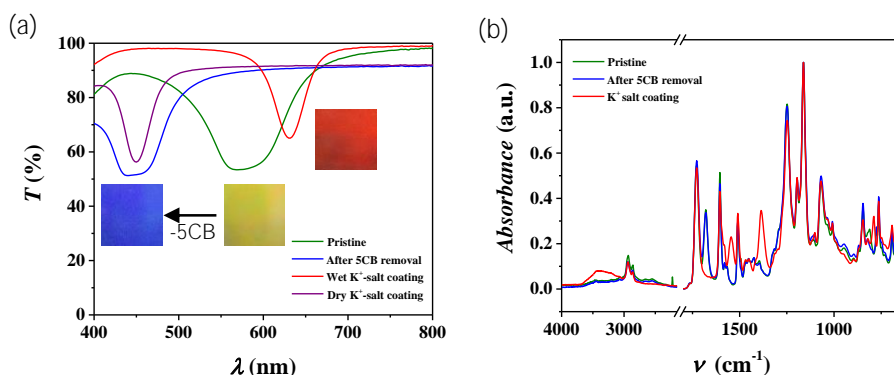 (a)
(b)
100
80
60
40
20
0
T (%)
-5CB
Pristine
After 5CB removal
Wet K⁺-salt coating
Dry K⁺-salt coating
400
500
600
700
800
λ (nm)
1.0
0.8
0.6
0.4
0.2
0.0
Absorbance (a.u.)
Pristine
After 5CB removal
K⁺ salt coating
4000
3000
1500
1000
ν (cm⁻¹)